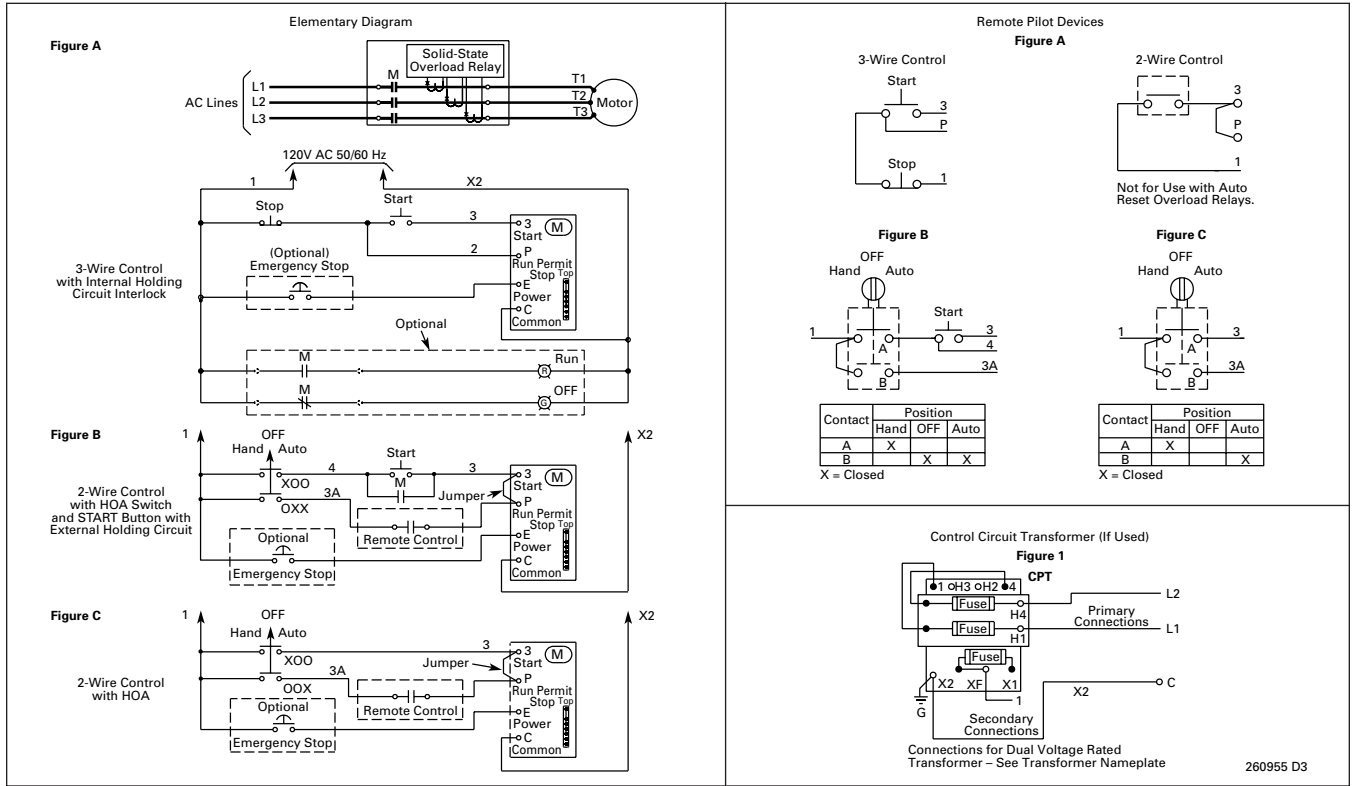 Elementary Diagram
Figure A
Solid-State
Overload Relay
M
AC Lines
L1
L2
L3
T1
T2
T3
Motor
120V AC 50/60 Hz
1
X2
Stop
Start
3
2
3-Wire Control
with Internal Holding
Circuit Interlock
(Optional)
Emergency Stop
3
M
Start
P
Run Permit
Stop Top
E
Power
C
Common
Optional
M
R
Run
M
G
OFF
Figure B
1
X2
OFF
Hand Auto
XOO
OXX
4
Start
M
3
3A
Jumper
2-Wire Control
with HOA Switch
and START Button with
External Holding Circuit
Remote Control
Optional
Emergency Stop
3
M
Start
P
Run Permit
Stop Top
E
Power
C
Common
Figure C
1
X2
OFF
Hand Auto
XOO
OOX
3
3A
Jumper
2-Wire Control
with HOA
Remote Control
Optional
Emergency Stop
3
M
Start
P
Run Permit
Stop Top
E
Power
C
Common
Remote Pilot Devices
Figure A
3-Wire Control
Start
3
P
Stop
1
2-Wire Control
3
P
1
Not for Use with Auto
Reset Overload Relays.
Figure B
OFF
Hand Auto
1
A
B
Start
3
4
3A
Contact Position
Hand OFF Auto
A X
B X X
X = Closed
Figure C
OFF
Hand Auto
1
A
B
3
3A
Contact Position
Hand OFF Auto
A X
B X
X = Closed
Control Circuit Transformer (If Used)
Figure 1
CPT
1 H3 H2 4
Fuse
H4
Fuse
H1
Primary
Connections
L2
L1
Fuse
X2 XF X1
1
G
X2
C
Secondary
Connections
Connections for Dual Voltage Rated
Transformer – See Transformer Nameplate
260955 D3